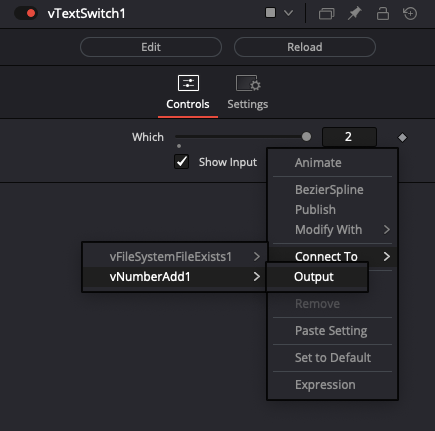 vTextSwitch1
Edit
Reload
Controls
Settings
Which
2
Show Input
Animate
BezierSpline
Publish
Modify With
Connect To
vFileSystemFileExists1
vNumberAdd1
Output
Remove
Paste Setting
Set to Default
Expression